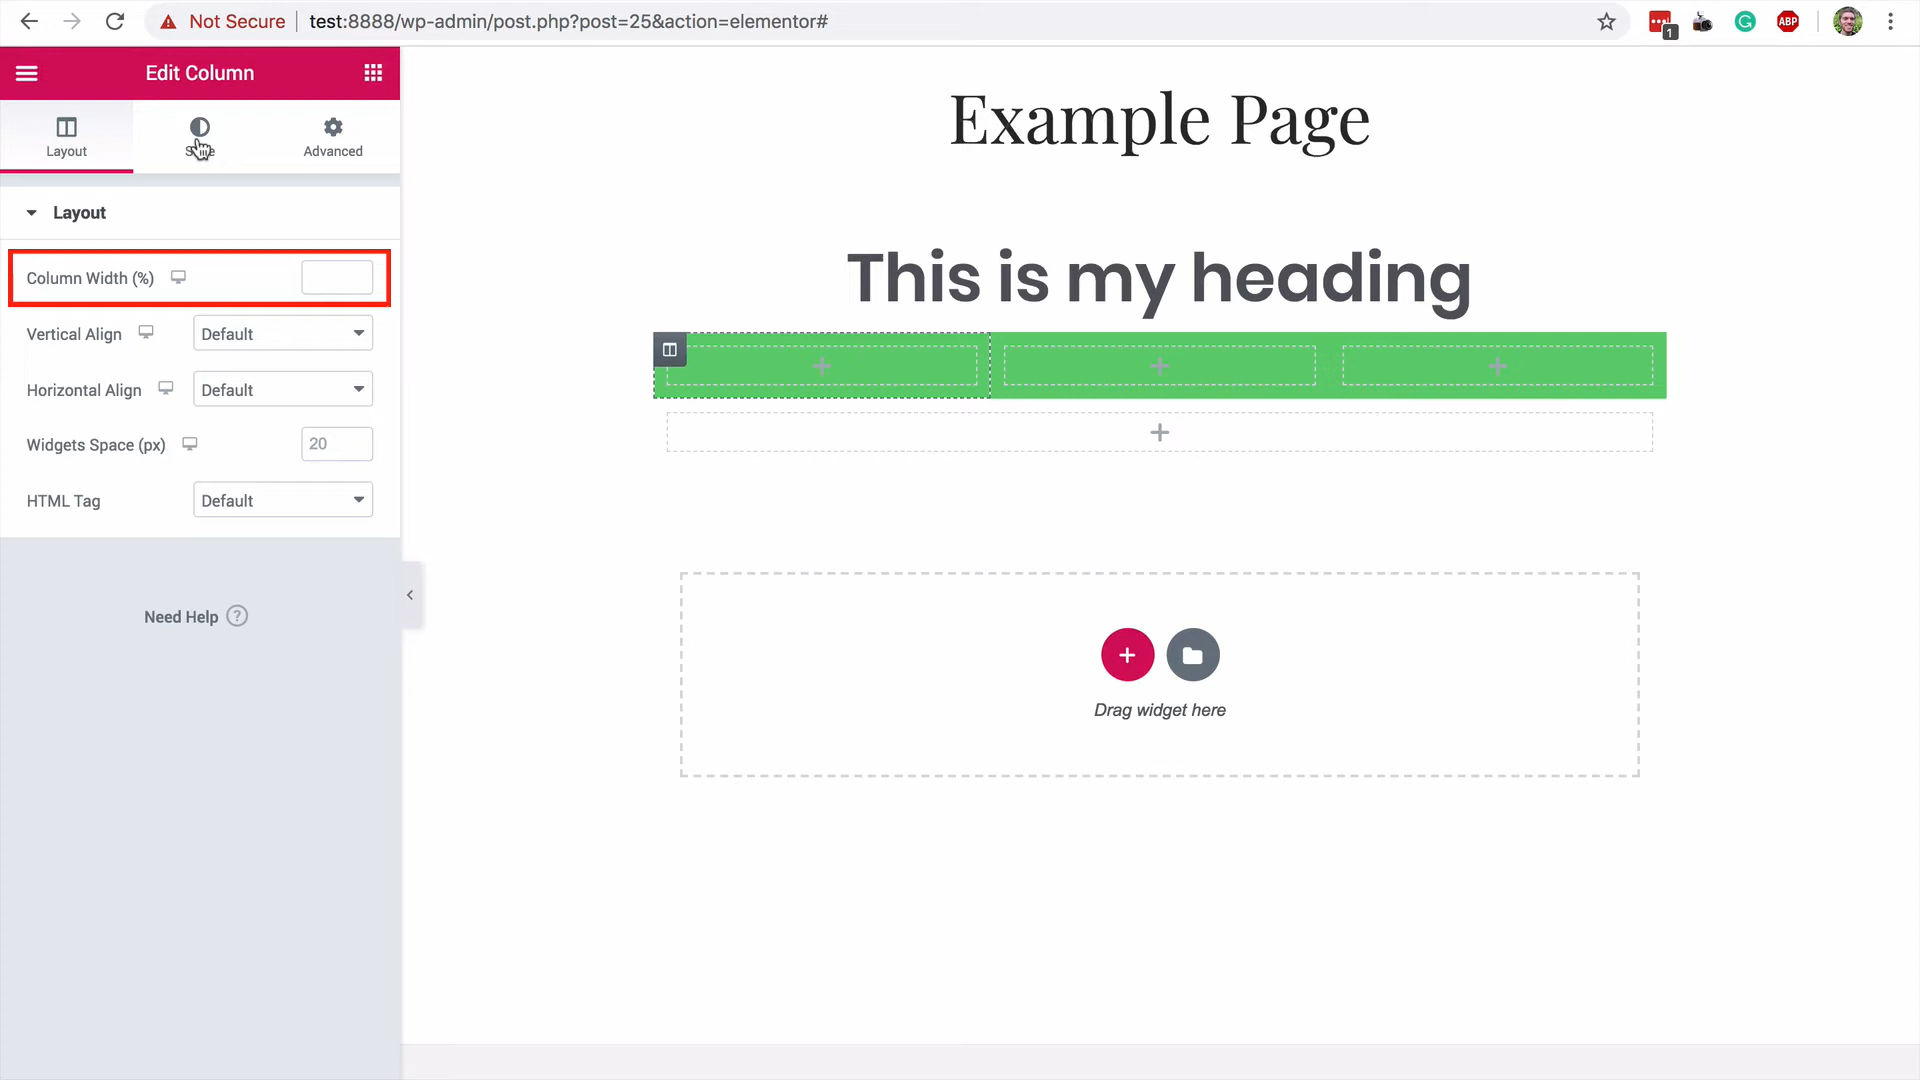 Not Secure test:8888/wp-admin/post.php?post=25&action=elementor#
1
ABP
Edit Column
Layout
Advanced
Layout
Column Width (%)
Vertical Align Default
Horizontal Align Default
Widgets Space (px) 20
HTML Tag Default
Need Help ?
Example Page
This is my heading
Drag widget here